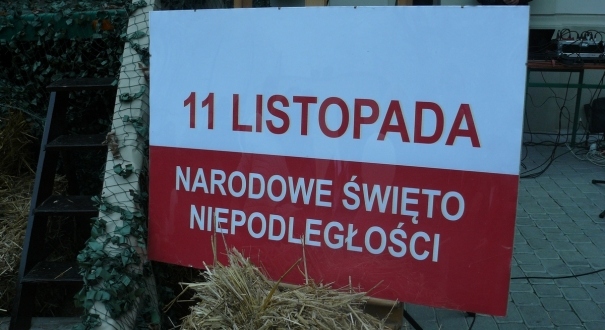 11 LISTOPADA
NARODOWE ŚWIĘTO
NIEPODLEGŁOŚCI